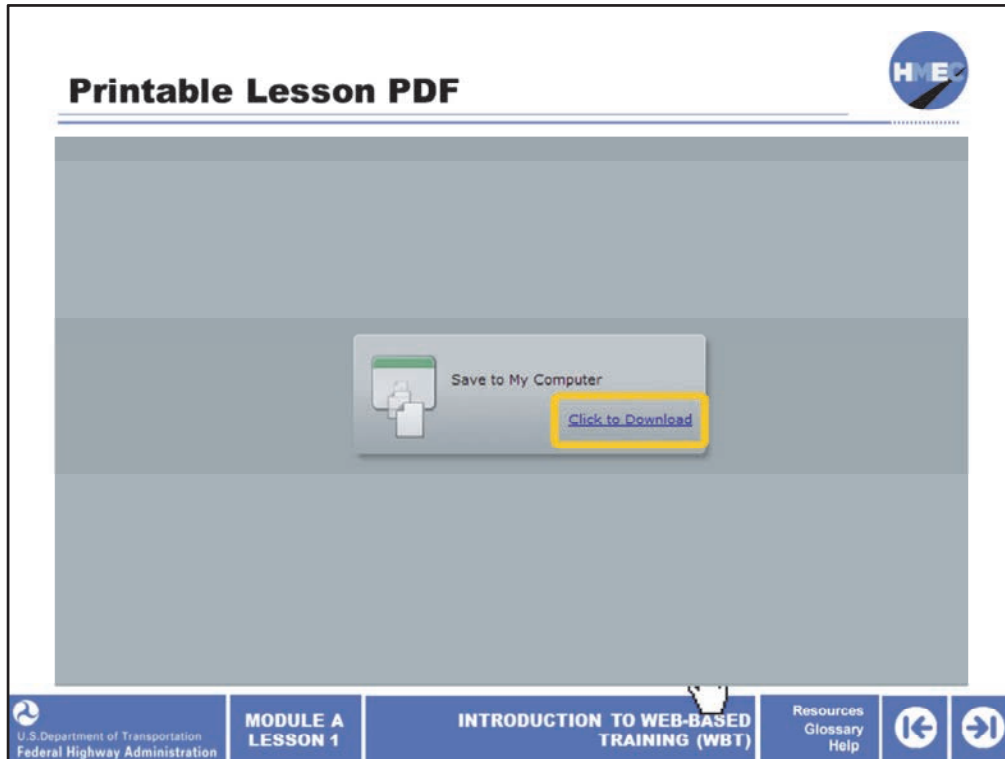 Printable Lesson PDF
HMEC
Save to My Computer
Click to Download
U.S.Department of Transportation
Federal Highway Administration
MODULE A
LESSON 1
INTRODUCTION TO WEB-BASED
TRAINING (WBT)
Resources
Glossary
Help